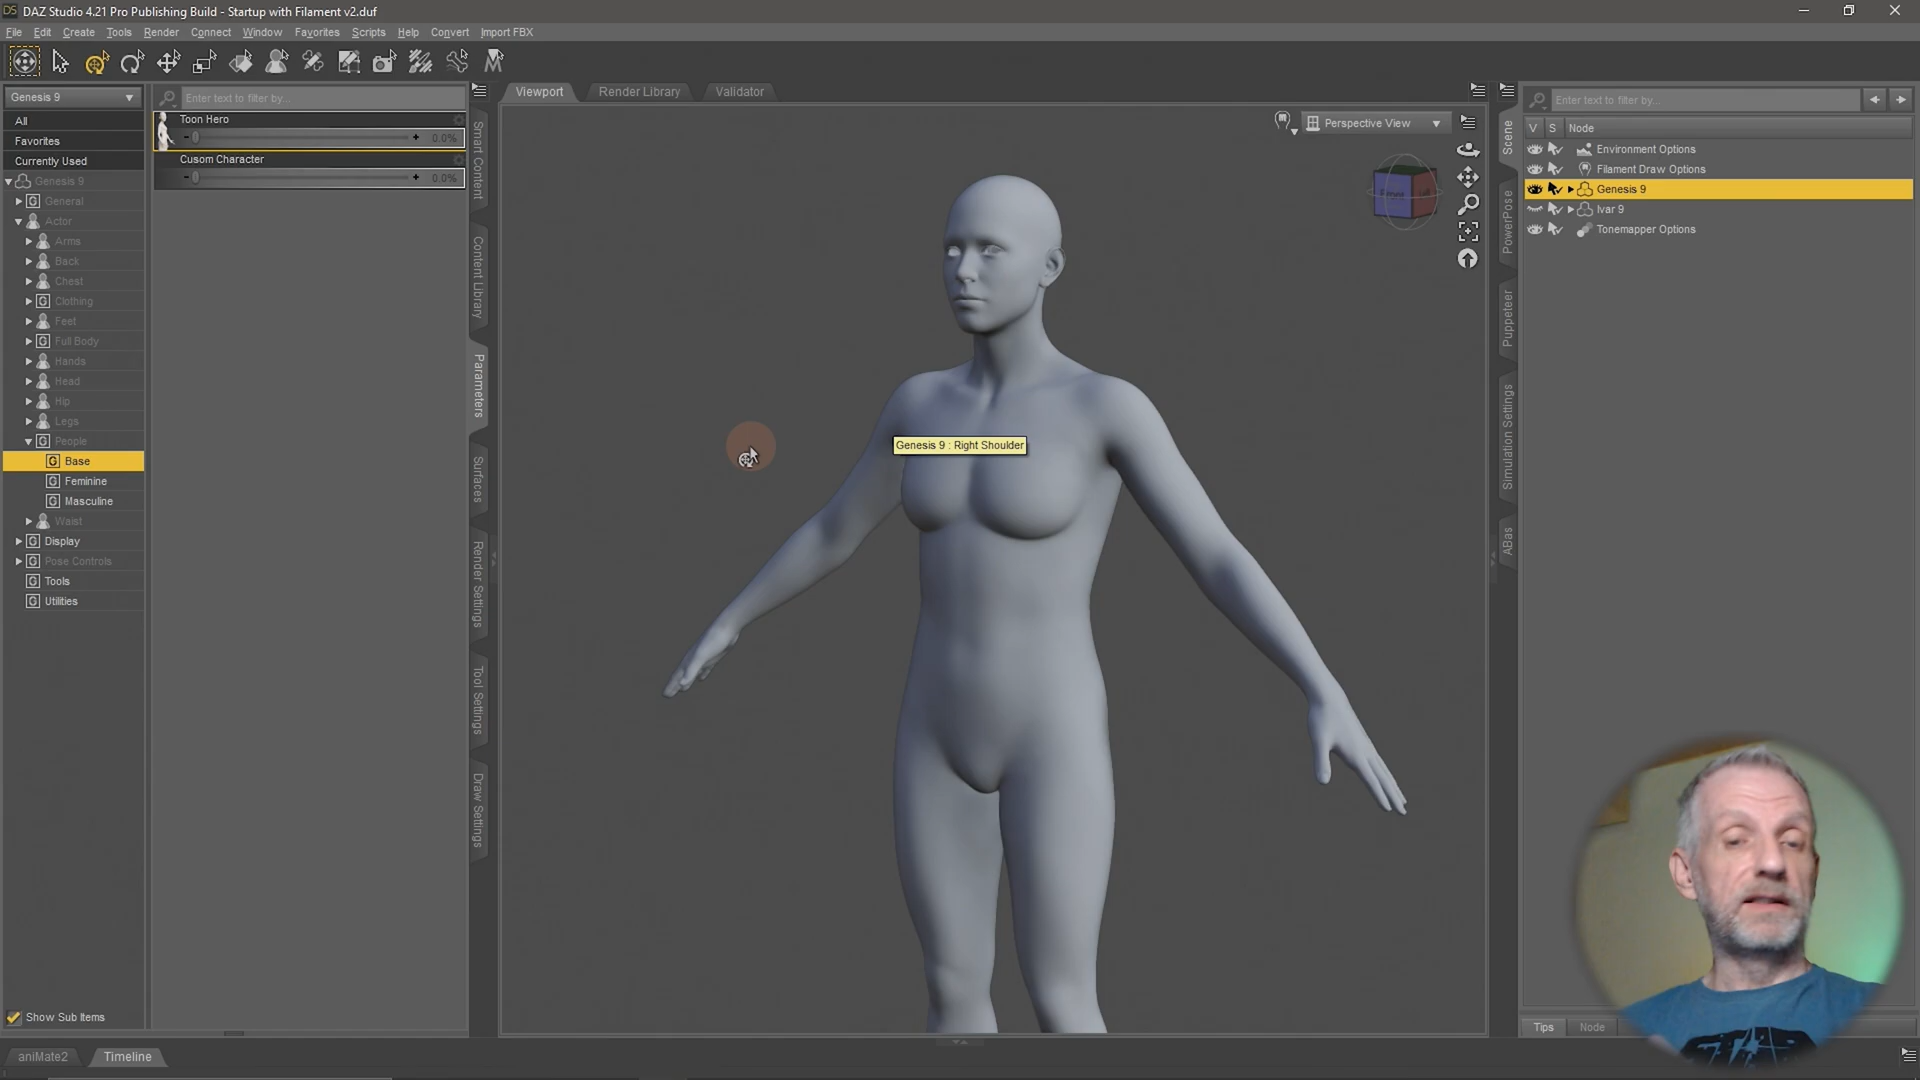 DAZ Studio 4.21 Pro Publishing Build - Startup with Filament v2.duf
File Edit Create Tools Render Connect Window Favorites Scripts Help Convert Import FBX
Genesis 9
All
Favorites
Currently Used
Genesis 9
General
Actor
Arms
Back
Chest
Clothing
Feet
Full Body
Hands
Head
Hip
Legs
People
Base
Feminine
Masculine
Waist
Display
Pose Controls
Tools
Utilities
Show Sub Items
Enter text to filter by...
Toon Hero
0.0%
Cusom Character
0.0%
Smart Content
Content Library
Parameters
Surfaces
Render Settings
Tool Settings
Draw Settings
Viewport Render Library Validator
Perspective View
Genesis 9 : Right Shoulder
Scene
PowerPose
Puppeteer
Simulation Settings
ABas
Enter text to filter by...
V S Node
Environment Options
Filament Draw Options
Genesis 9
Ivar 9
Tonemapper Options
Tips Node
aniMate2 Timeline